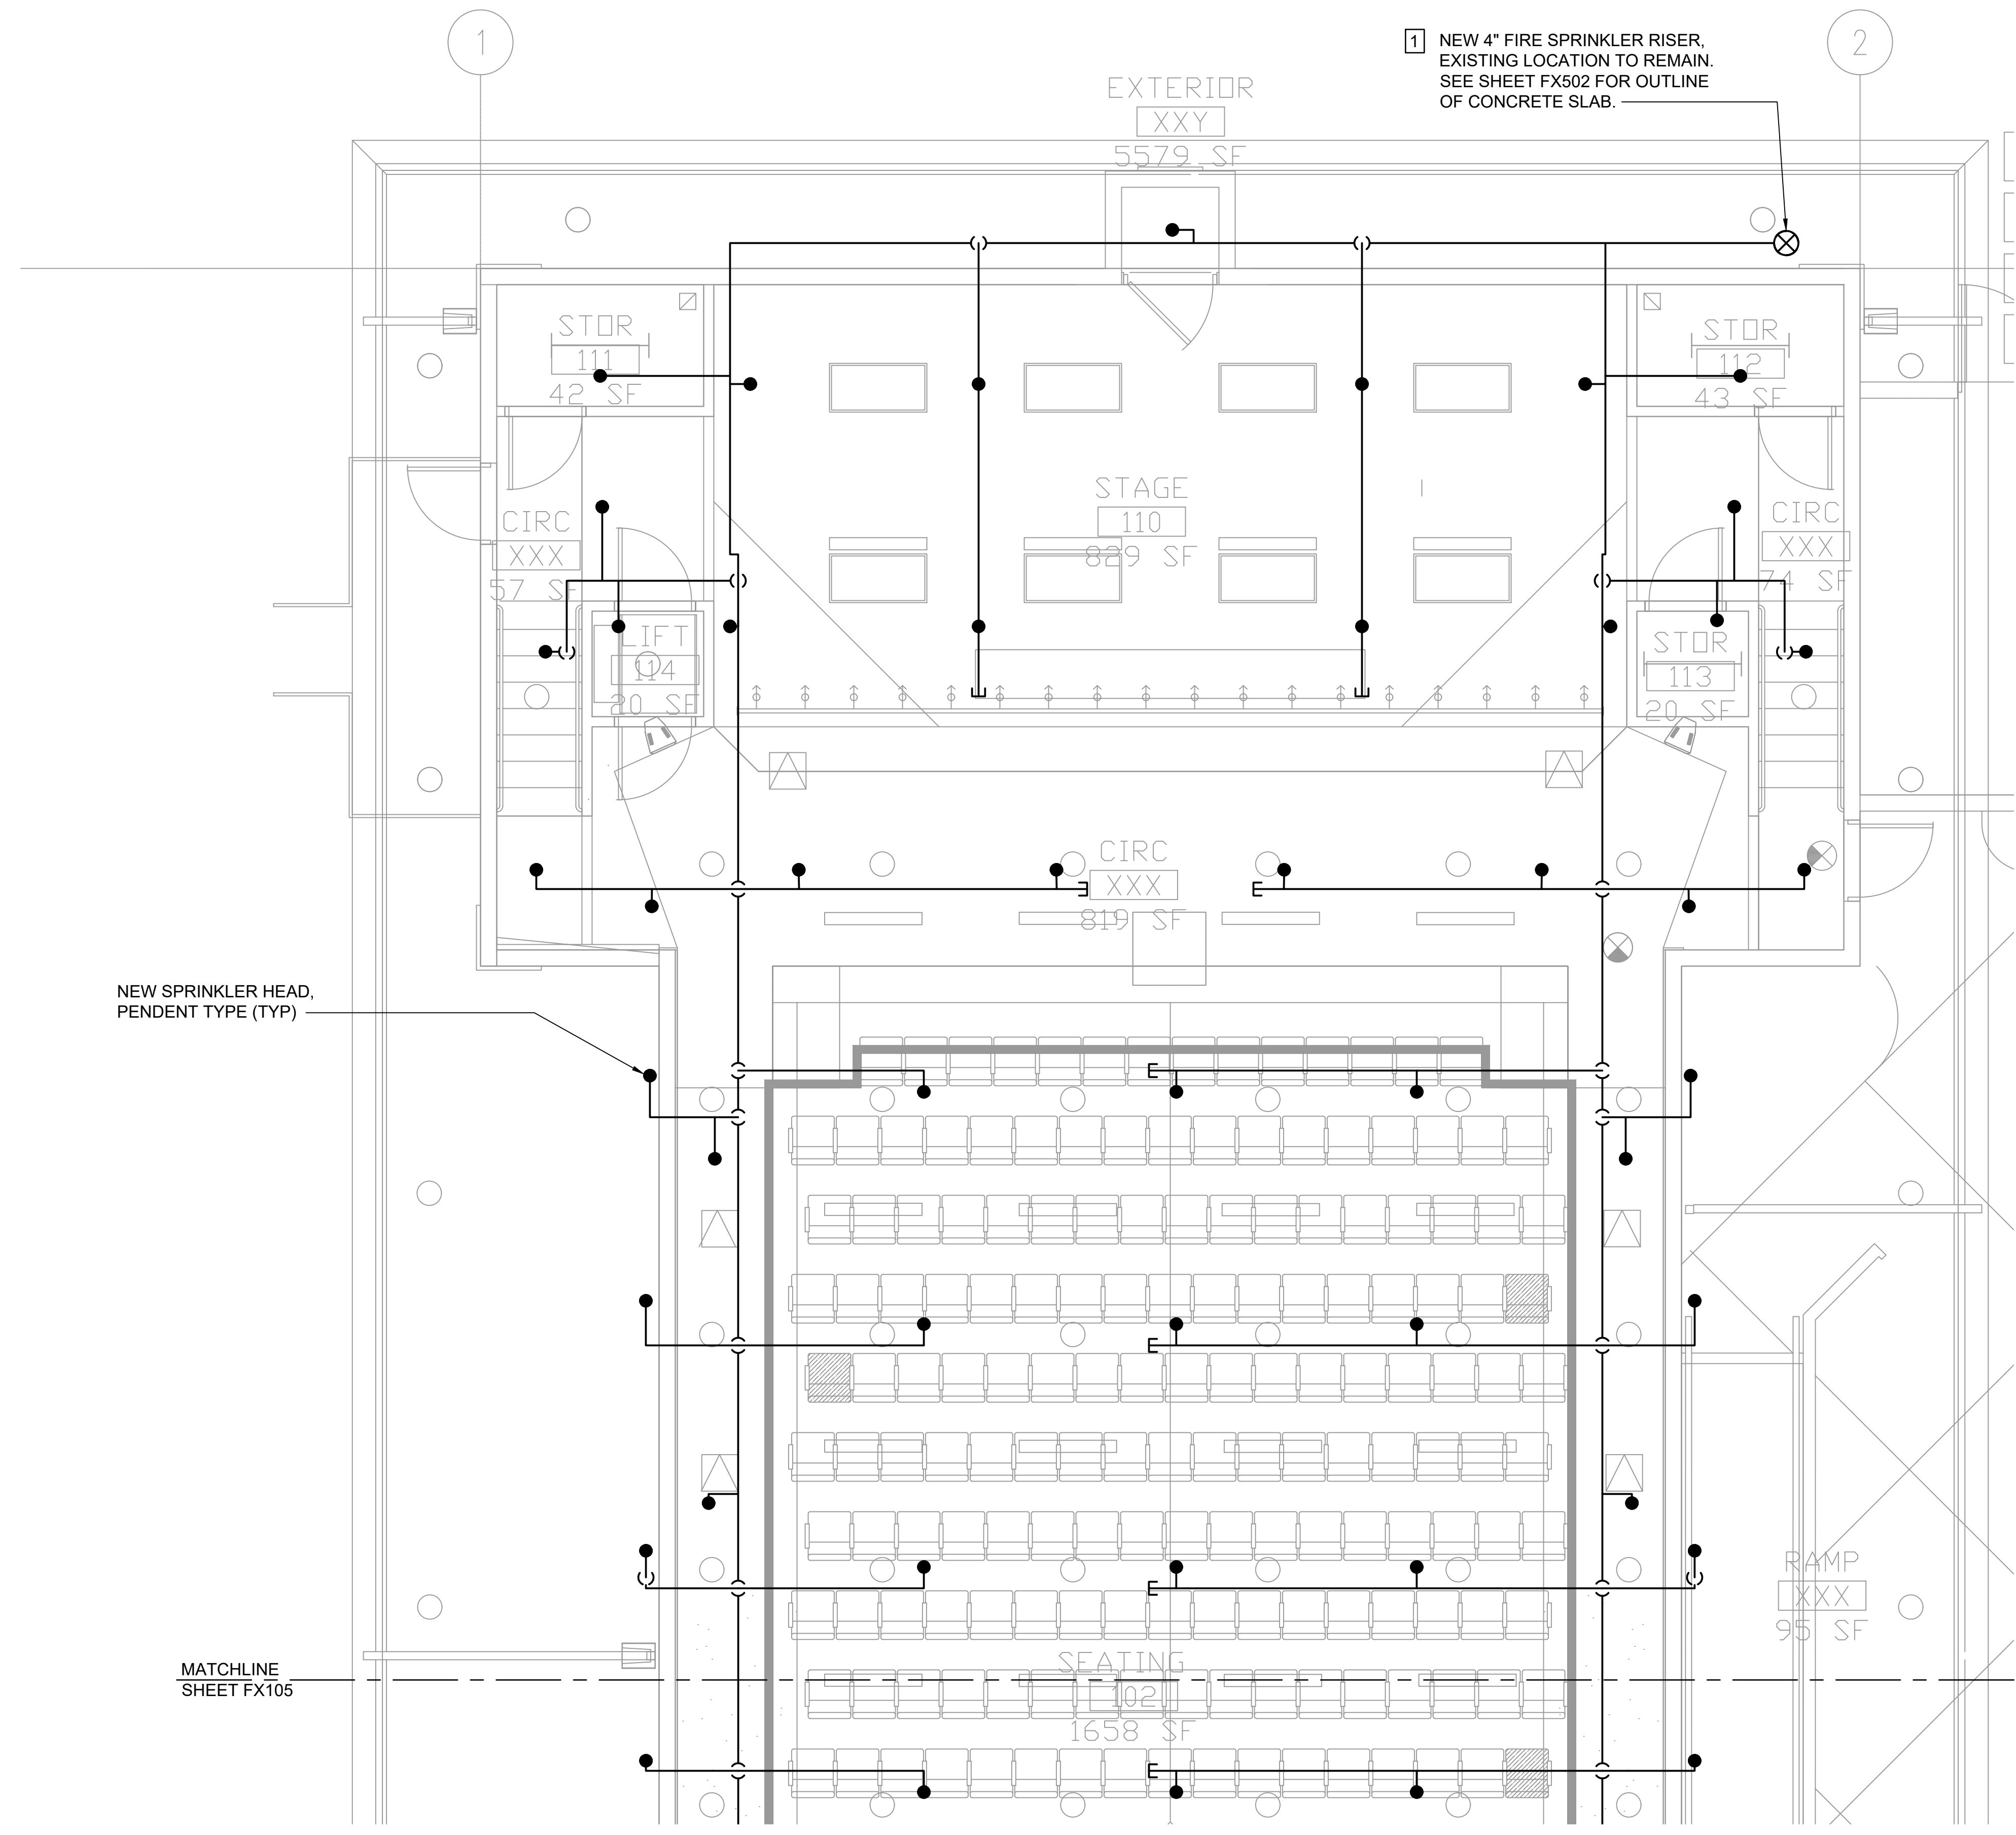 1
2
1 NEW 4" FIRE SPRINKLER RISER,
EXISTING LOCATION TO REMAIN.
SEE SHEET FX502 FOR OUTLINE
OF CONCRETE SLAB.
EXTERIOR
XXY
5579 SF
STOR
111
42 SF
STOR
112
43 SF
STAGE
110
829 SF
CIRC
XXX
57 SF
CIRC
XXX
74 SF
LIFT
114
20 SF
STOR
113
20 SF
CIRC
XXX
819 SF
NEW SPRINKLER HEAD,
PENDENT TYPE (TYP)
RAMP
XXX
95 SF
MATCHLINE
SHEET FX105
SEATING
102
1658 SF